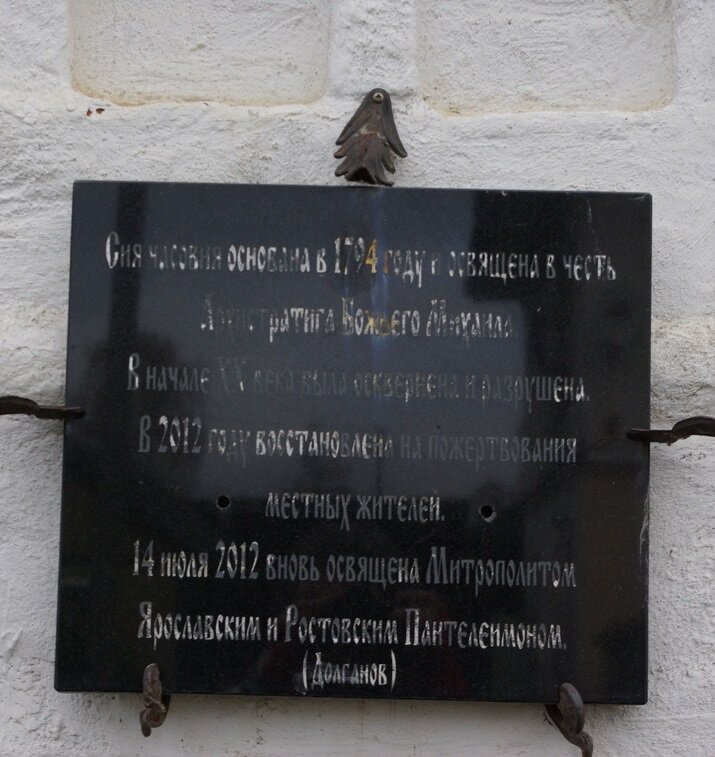 Сия часовня основана в 1794 году и освящена в честь
Архистратига Божьего Михаила.
В начале XX века была осквернена и разрушена.
В 2012 году восстановлена на пожертвования
местных жителей.
14 июля 2012 вновь освящена Митрополитом
Ярославским и Ростовским Пантелеимоном.
(Долганов)